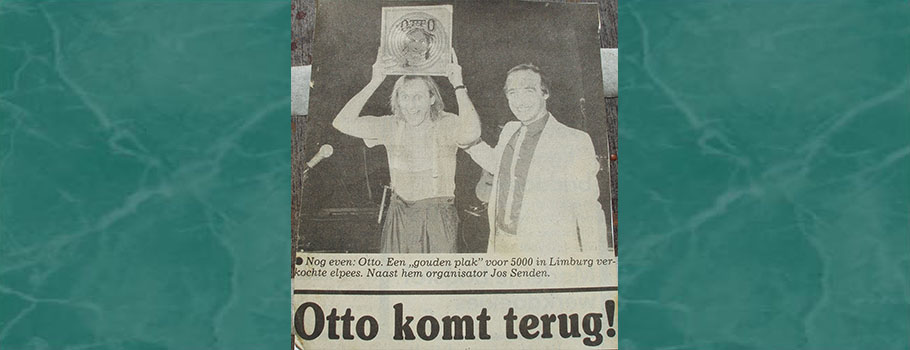 OTTO
● Nog even: Otto. Een „gouden plak" voor 5000 in Limburg ver-
kochte elpees. Naast hem organisator Jos Senden.
Otto komt terug!